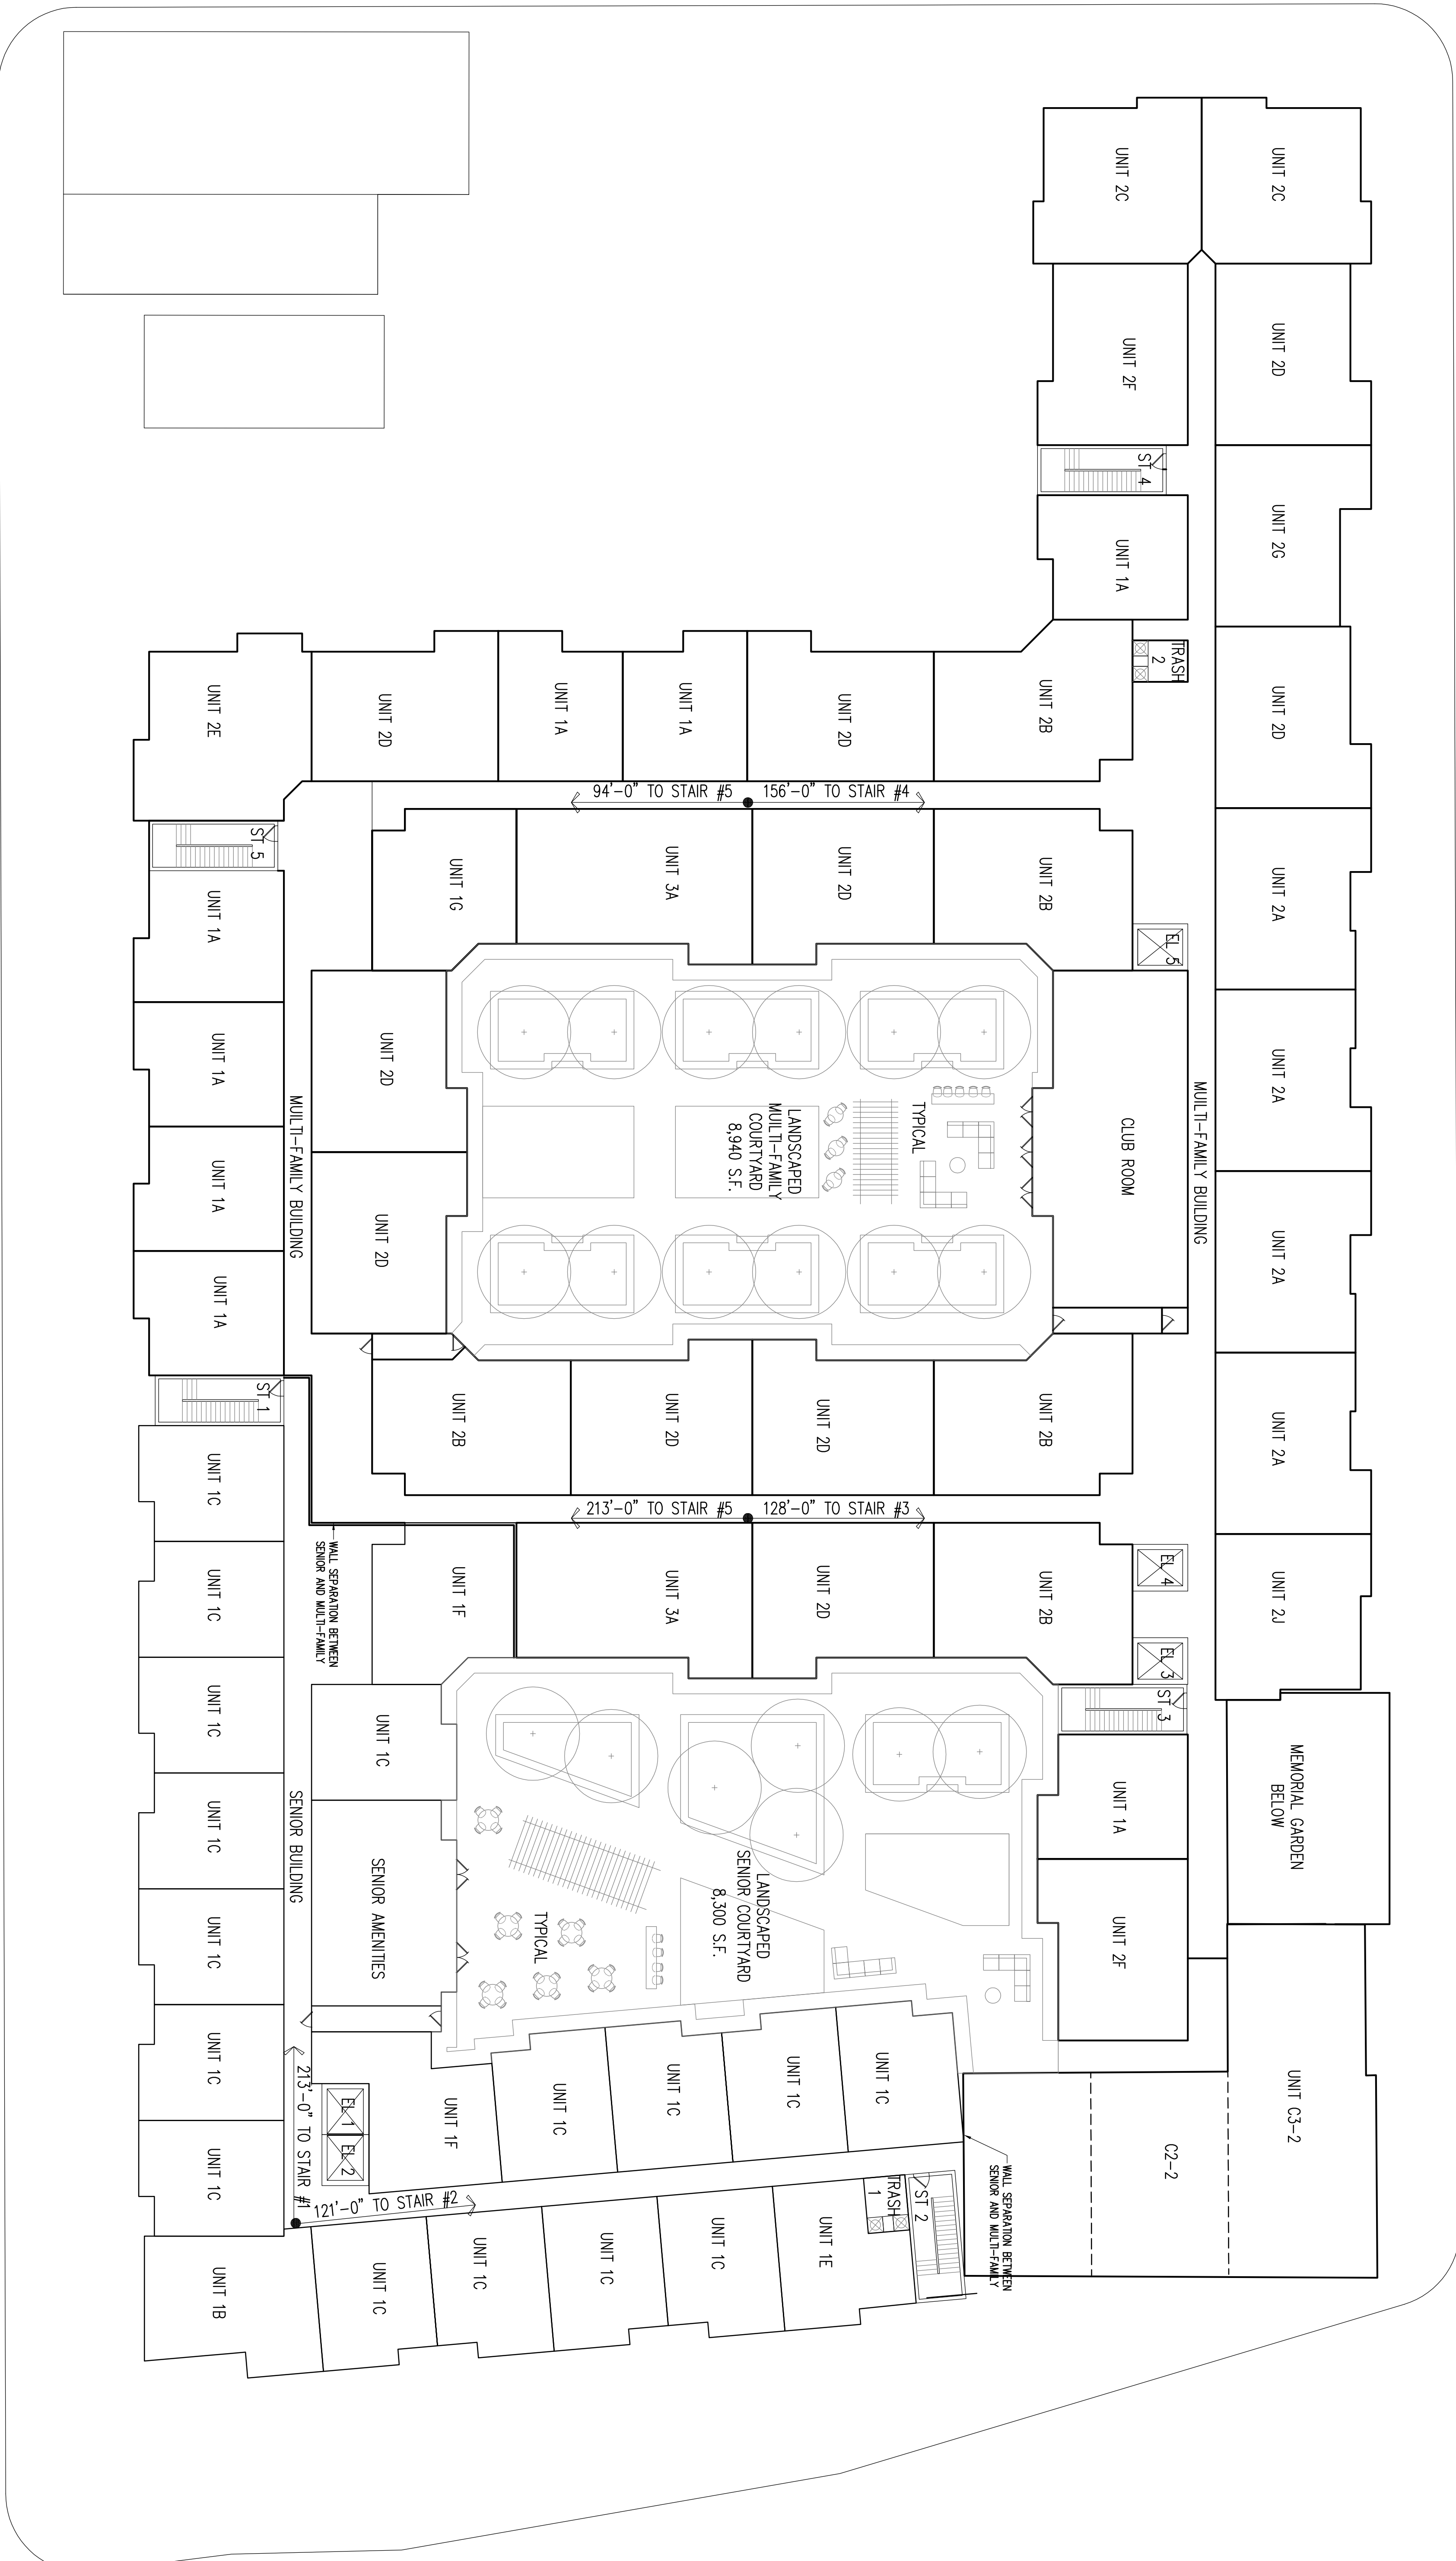 UNIT 2C
UNIT 2C
UNIT 2F
UNIT 2D
ST 4
UNIT 2G
UNIT 1A
TRASH
2
UNIT 2E
UNIT 2D
UNIT 1A
UNIT 1A
UNIT 2D
UNIT 2B
UNIT 2D
94'-0" TO STAIR #5
156'-0" TO STAIR #4
ST 5
UNIT 1G
UNIT 3A
UNIT 2D
UNIT 2B
EL 5
UNIT 2A
UNIT 1A
UNIT 1A
UNIT 2D
UNIT 2A
MUILTI-FAMILY BUILDING
LANDSCAPED
MUILTI-FAMILY
COURTYARD
8,940 S.F.
TYPICAL
CLUB ROOM
MUILTI-FAMILY BUILDING
UNIT 1A
UNIT 2D
UNIT 2A
UNIT 1A
ST 1
UNIT 2B
UNIT 2D
UNIT 2D
UNIT 2B
UNIT 2A
213'-0" TO STAIR #5
128'-0" TO STAIR #3
UNIT 1C
WALL SEPARATION BETWEEN
SENIOR AND MULTI-FAMILY
UNIT 1C
UNIT 1F
UNIT 3A
UNIT 2D
UNIT 2B
EL 4
EL 3
ST 3
UNIT 2J
UNIT 1C
UNIT 1C
UNIT 1A
MEMORIAL GARDEN
BELOW
UNIT 1C
SENIOR BUILDING
SENIOR AMENITIES
TYPICAL
LANDSCAPED
SENIOR COURTYARD
8,300 S.F.
UNIT 2F
UNIT 1C
UNIT 1C
213'-0" TO STAIR #1
EL 1
EL 2
UNIT 1F
UNIT 1C
UNIT 1C
UNIT 1C
UNIT 1C
UNIT C3-2
C2-2
WALL SEPARATION BETWEEN
SENIOR AND MULTI-FAMILY
UNIT 1C
121'-0" TO STAIR #2
TRASH
1
ST 2
UNIT 1B
UNIT 1C
UNIT 1C
UNIT 1C
UNIT 1C
UNIT 1E